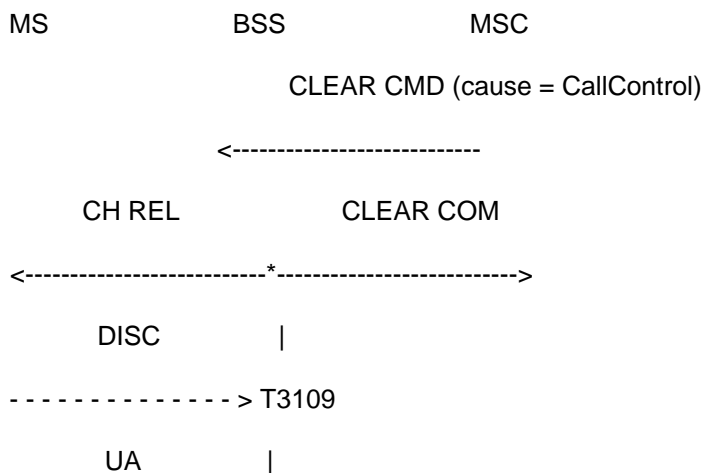 MS BSS MSC
CLEAR CMD (cause = CallControl)
<---------------------------
CH REL CLEAR COM
<---------------------------*--------------------------->
DISC |
- - - - - - - - - - - - - - > T3109
UA |